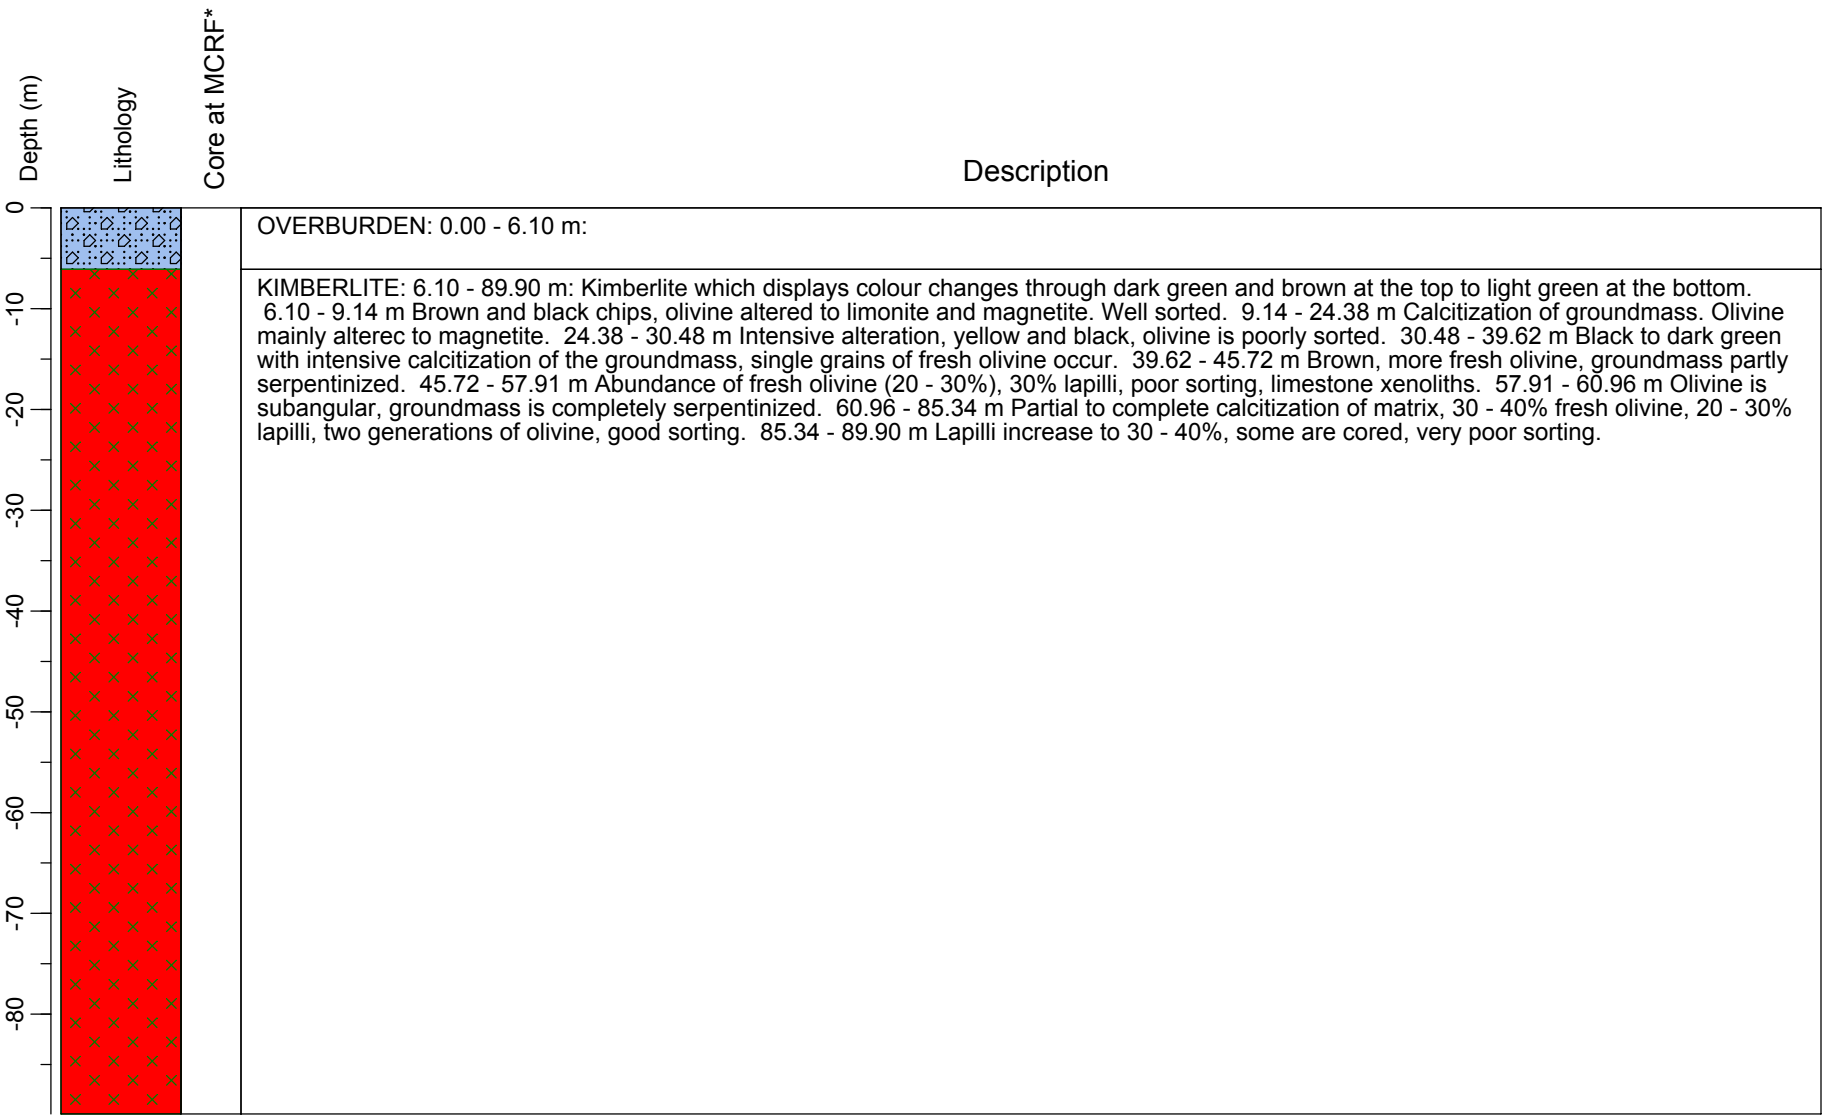 Depth (m)
Lithology
Core at MCRF*
Description
0
-10
-20
-30
-40
-50
-60
-70
-80
OVERBURDEN: 0.00 - 6.10 m:
KIMBERLITE: 6.10 - 89.90 m: Kimberlite which displays colour changes through dark green and brown at the top to light green at the bottom.
6.10 - 9.14 m Brown and black chips, olivine altered to limonite and magnetite. Well sorted. 9.14 - 24.38 m Calcitization of groundmass. Olivine
mainly alterec to magnetite. 24.38 - 30.48 m Intensive alteration, yellow and black, olivine is poorly sorted. 30.48 - 39.62 m Black to dark green
with intensive calcitization of the groundmass, single grains of fresh olivine occur. 39.62 - 45.72 m Brown, more fresh olivine, groundmass partly
serpentinized. 45.72 - 57.91 m Abundance of fresh olivine (20 - 30%), 30% lapilli, poor sorting, limestone xenoliths. 57.91 - 60.96 m Olivine is
subangular, groundmass is completely serpentinized. 60.96 - 85.34 m Partial to complete calcitization of matrix, 30 - 40% fresh olivine, 20 - 30%
lapilli, two generations of olivine, good sorting. 85.34 - 89.90 m Lapilli increase to 30 - 40%, some are cored, very poor sorting.